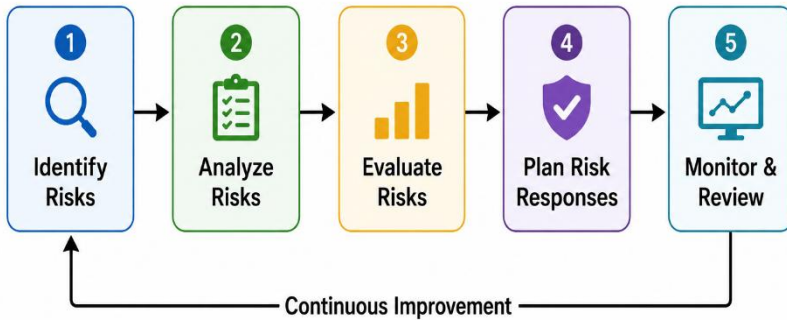 1
Identify
Risks
2
Analyze
Risks
3
Evaluate
Risks
4
Plan Risk
Responses
5
Monitor &
Review
Continuous Improvement